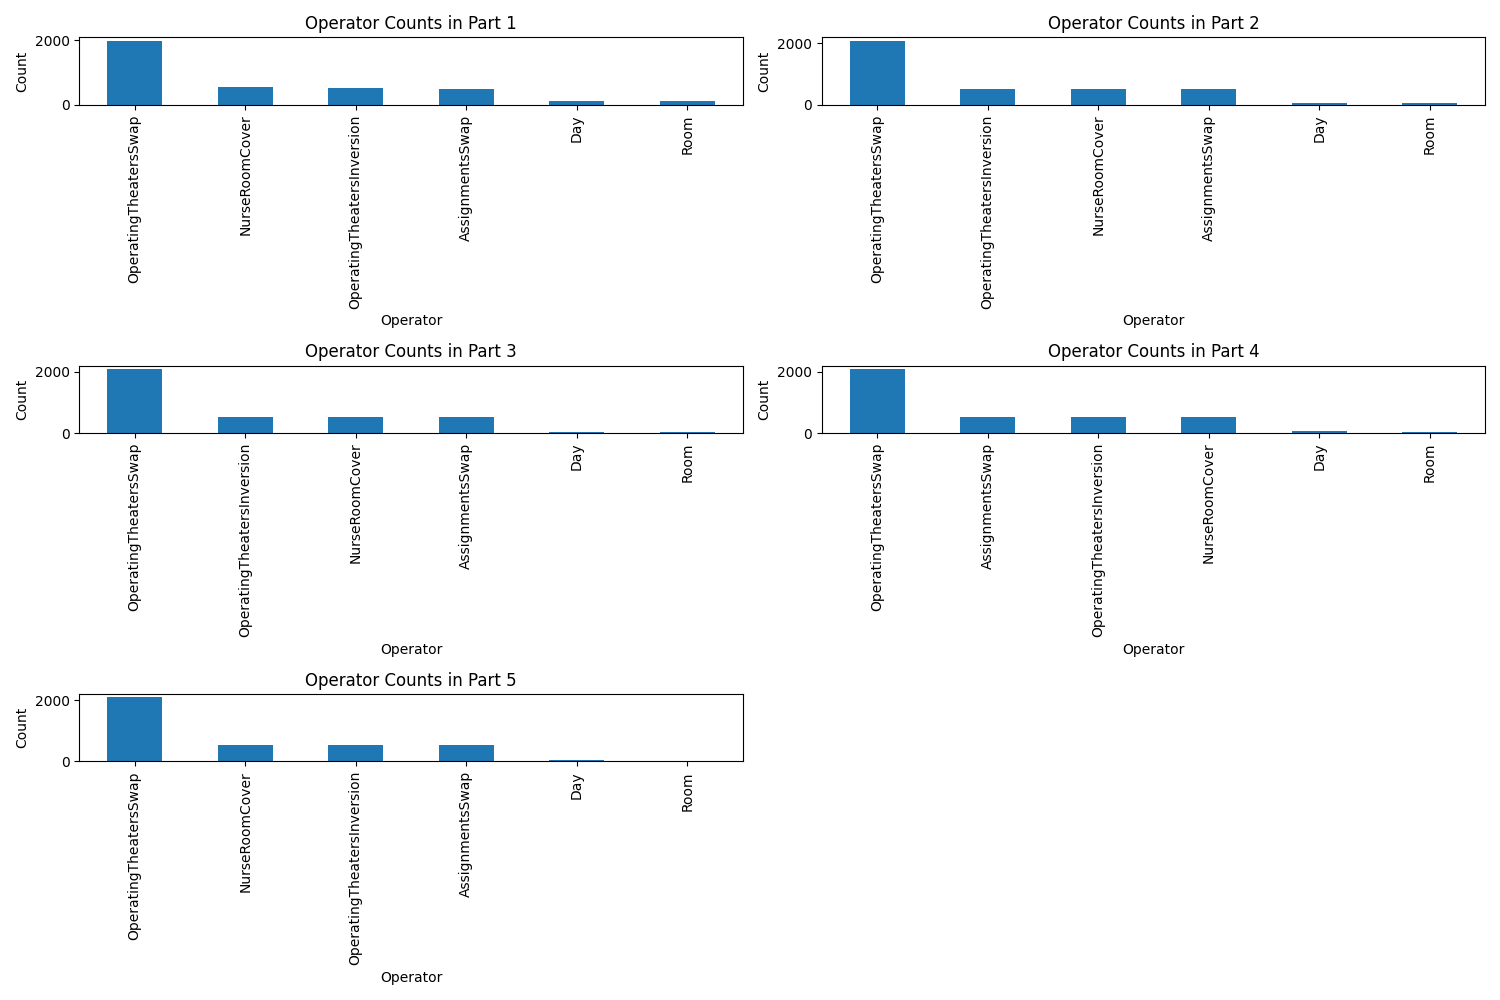 Operator Counts in Part 1
2000
0
Count
OperatingTheatersSwap
NurseRoomCover
OperatingTheatersInversion
AssignmentsSwap
Day
Room
Operator
Operator Counts in Part 2
2000
0
Count
OperatingTheatersSwap
OperatingTheatersInversion
NurseRoomCover
AssignmentsSwap
Day
Room
Operator
Operator Counts in Part 3
2000
0
Count
OperatingTheatersSwap
OperatingTheatersInversion
NurseRoomCover
AssignmentsSwap
Day
Room
Operator
Operator Counts in Part 4
2000
0
Count
OperatingTheatersSwap
AssignmentsSwap
OperatingTheatersInversion
NurseRoomCover
Day
Room
Operator
Operator Counts in Part 5
2000
0
Count
OperatingTheatersSwap
NurseRoomCover
OperatingTheatersInversion
AssignmentsSwap
Day
Room
Operator